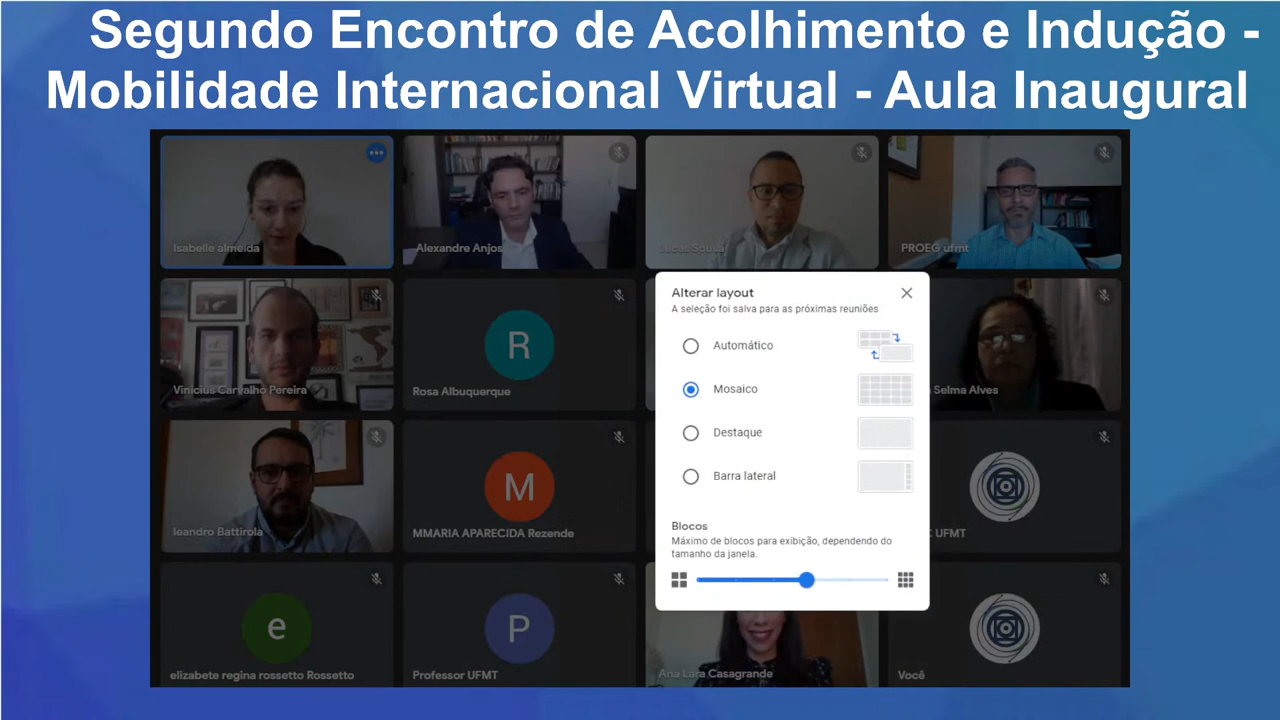 Segundo Encontro de Acolhimento e Indução -
Mobilidade Internacional Virtual - Aula Inaugural
Isabelle almeida
Alexandre Anjos
Lucas Sousa
PROEG ufmt
Alterar layout
A seleção foi salva para as próximas reuniões
Automático
Mosaico
Destaque
Barra lateral
Blocos
Máximo de blocos para exibição, dependendo do
tamanho da janela.
Vinicius Carvalho Pereira
R
Rosa Albuquerque
Selma Alves
leandro Battirola
M
MMARIA APARECIDA Rezende
UFMT
e
elizabete regina rossetto Rossetto
P
Professor UFMT
Ana Lara Casagrande
Você